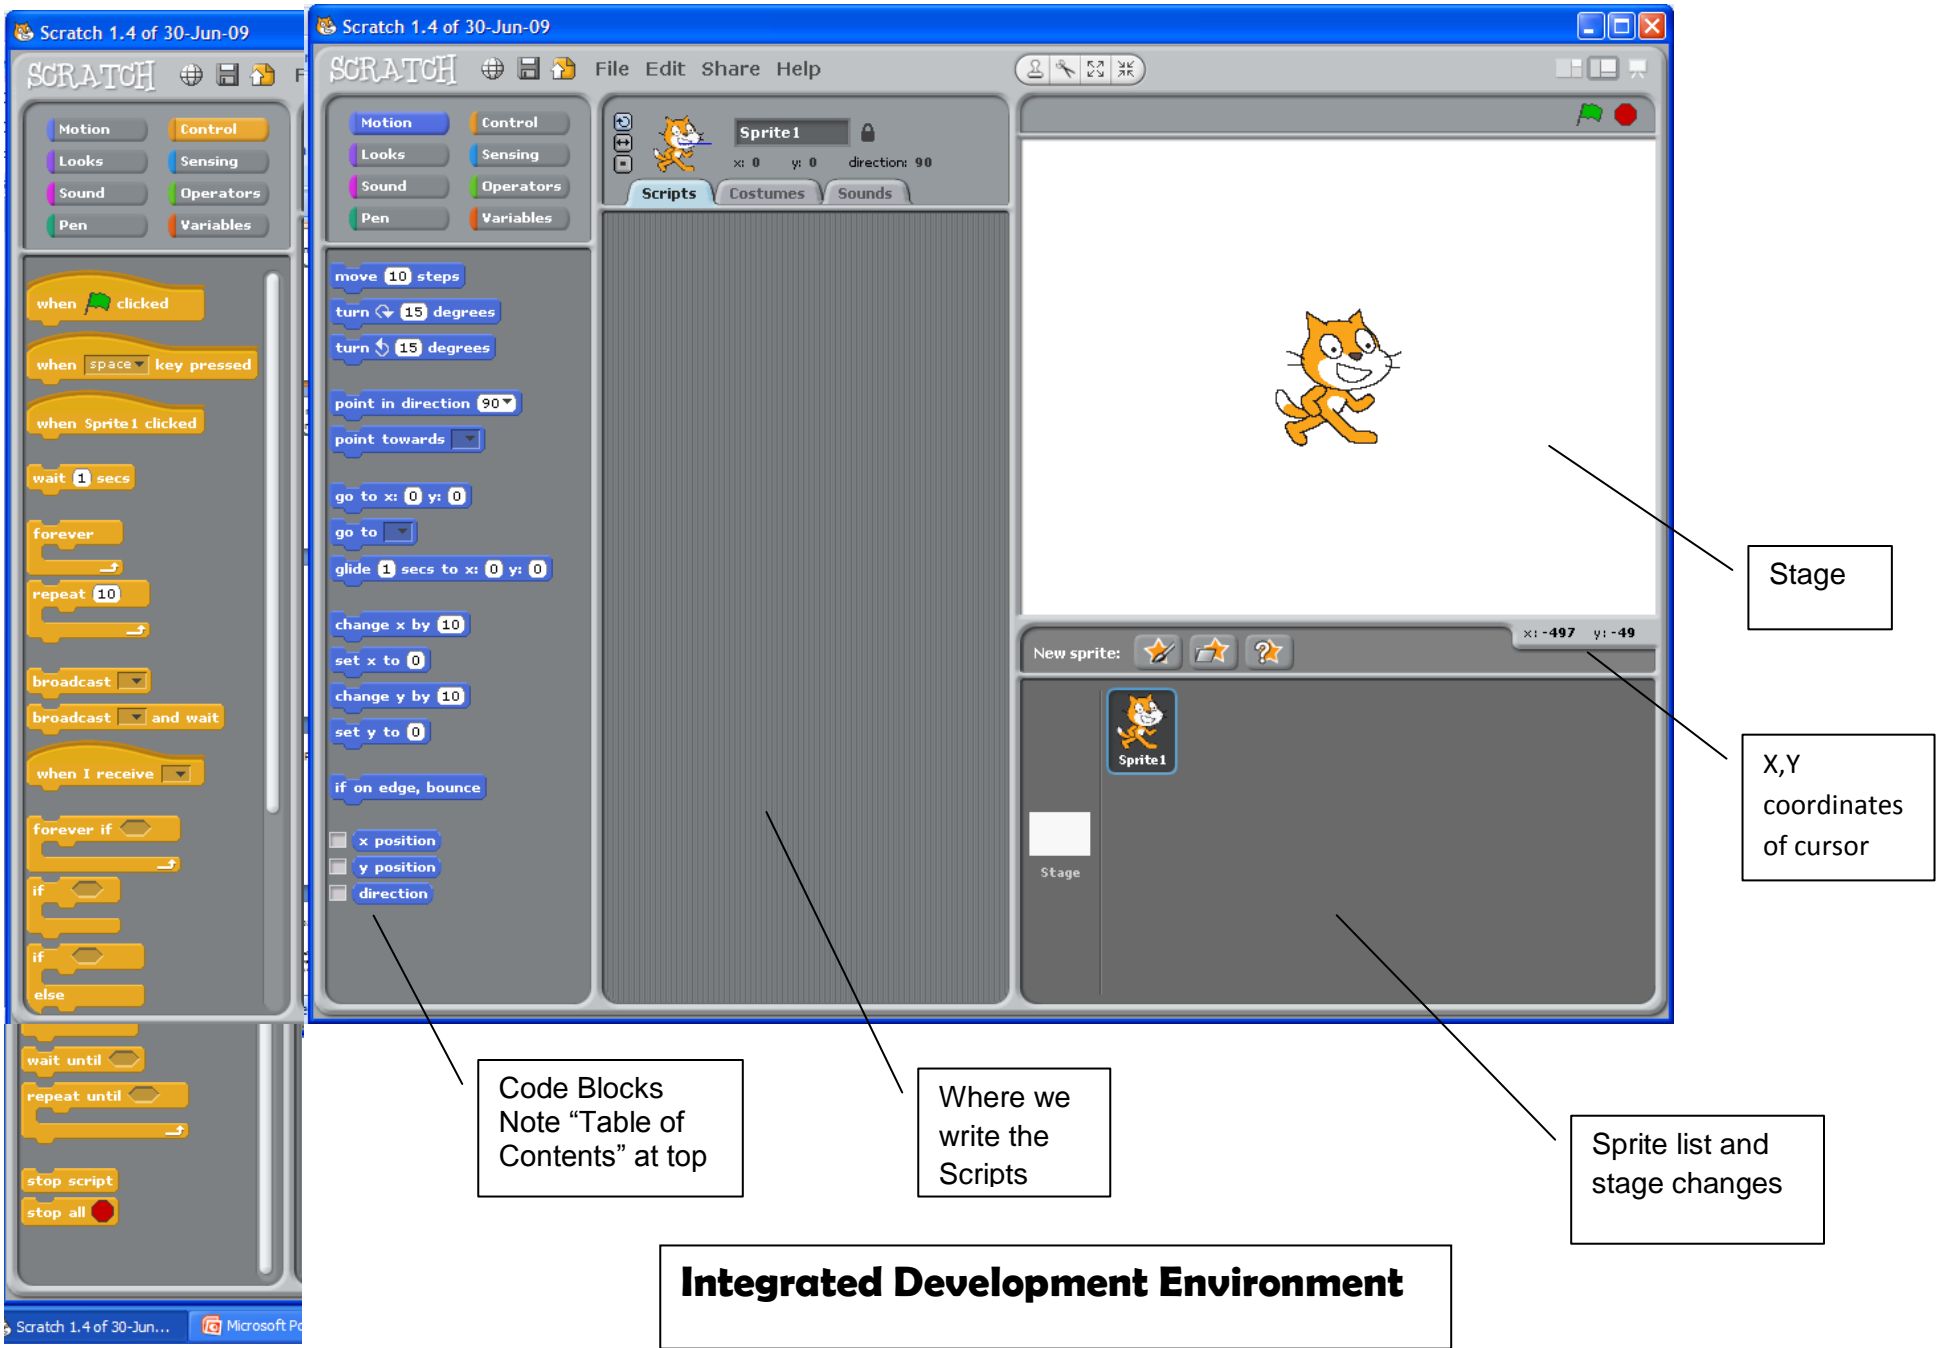 Scratch 1.4 of 30-Jun-09
SCRATCH
Motion Control
Looks Sensing
Sound Operators
Pen Variables
when clicked
when space key pressed
when Sprite1 clicked
wait 1 secs
forever
repeat 10
broadcast
broadcast and wait
when I receive
forever if
if
if
else
wait until
repeat until
stop script
stop all
Scratch 1.4 of 30-Jun...
Microsoft Po
Scratch 1.4 of 30-Jun-09
SCRATCH File Edit Share Help
Motion Control
Looks Sensing
Sound Operators
Pen Variables
move 10 steps
turn 15 degrees
turn 15 degrees
point in direction 90
point towards
go to x: 0 y: 0
go to
glide 1 secs to x: 0 y: 0
change x by 10
set x to 0
change y by 10
set y to 0
if on edge, bounce
x position
y position
direction
Sprite1
x: 0 y: 0 direction: 90
Scripts Costumes Sounds
x: -497 y: -49
New sprite:
Sprite1
Stage
Stage
X,Y
coordinates
of cursor
Code Blocks
Note “Table of
Contents” at top
Where we
write the
Scripts
Sprite list and
stage changes
Integrated Development Environment